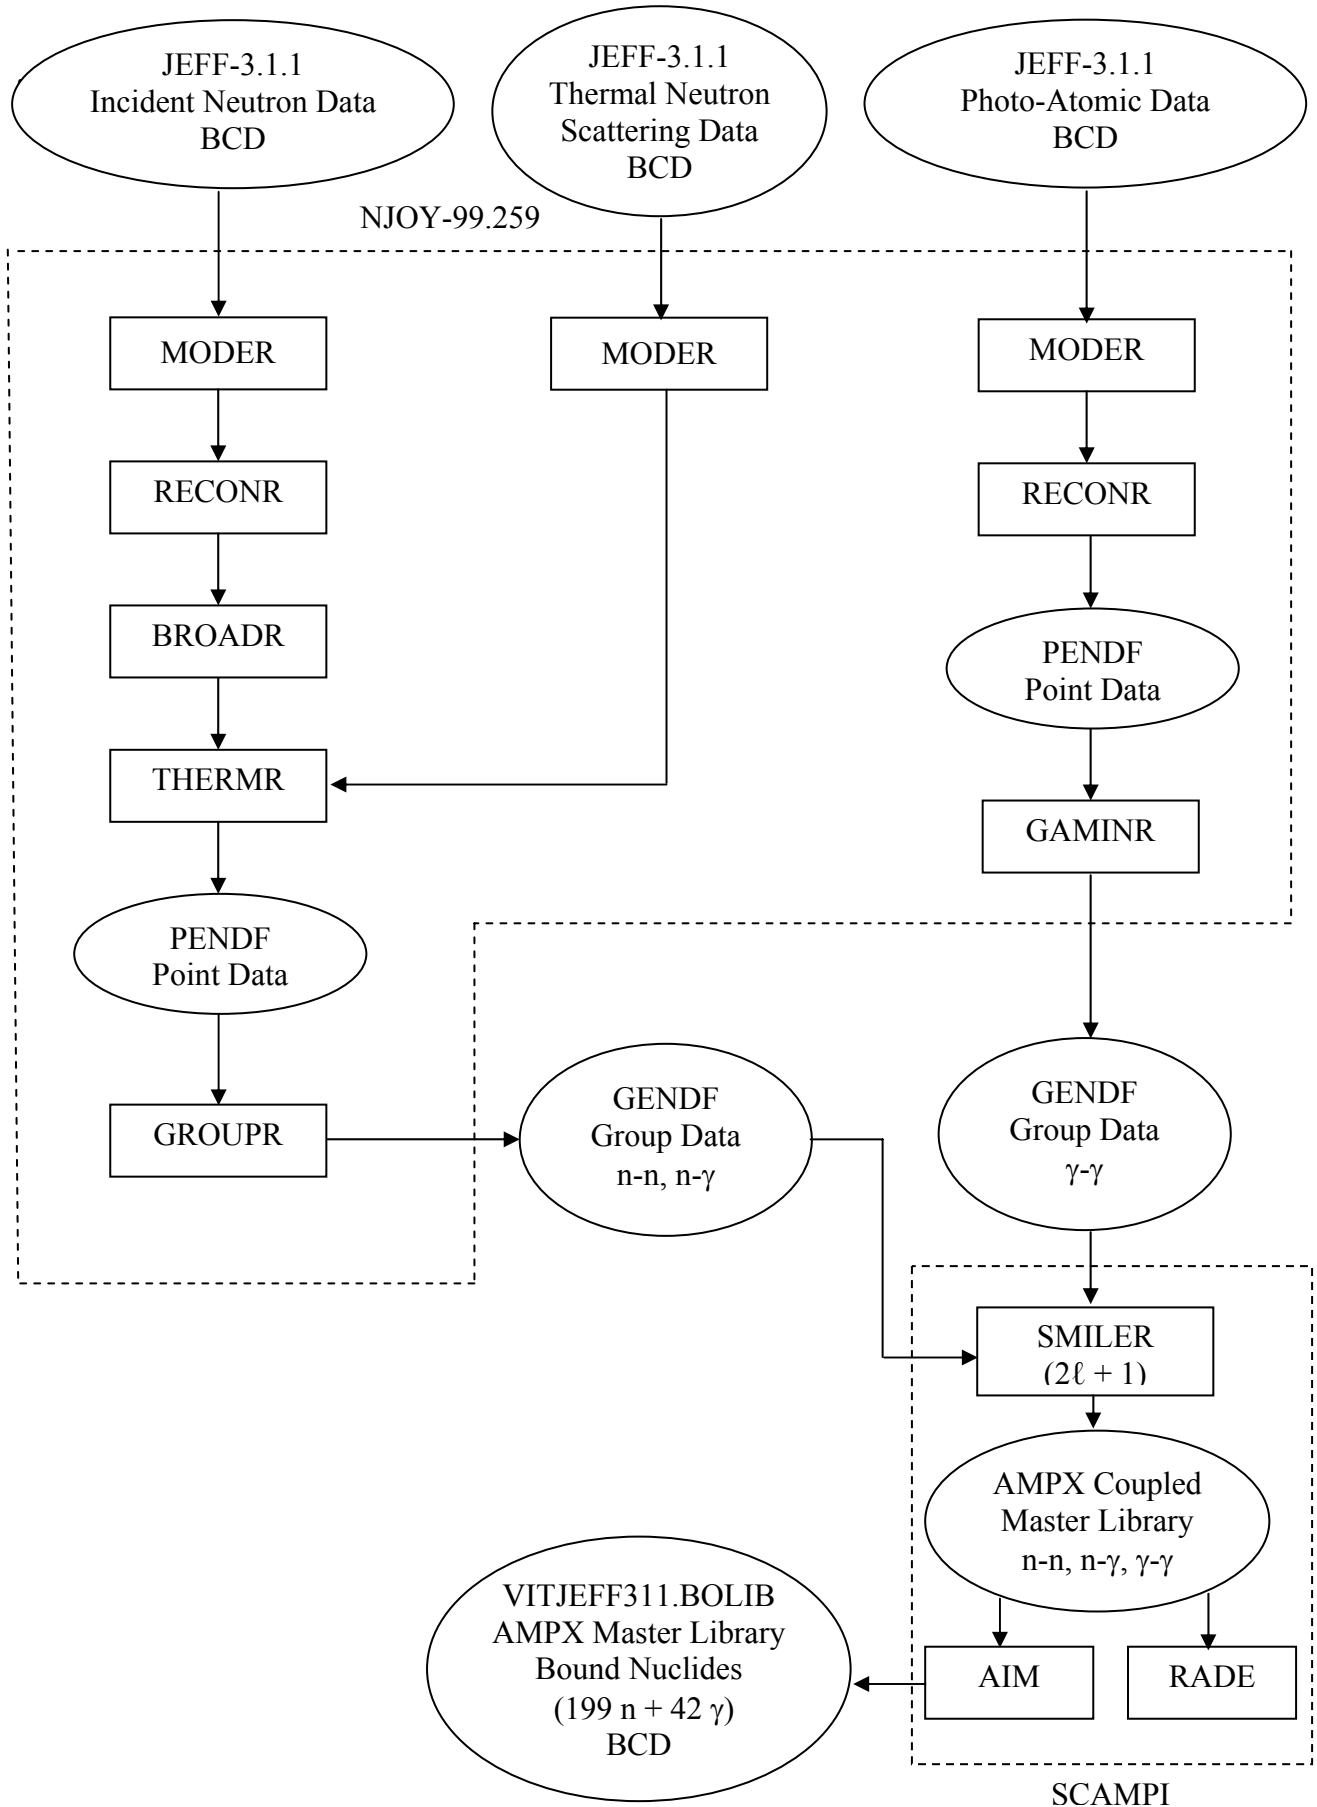 JEFF-3.1.1
Incident Neutron Data
BCD
JEFF-3.1.1
Thermal Neutron
Scattering Data
BCD
JEFF-3.1.1
Photo-Atomic Data
BCD
NJOY-99.259
MODER
MODER
MODER
RECONR
RECONR
BROADR
PENDF
Point Data
THERMR
GAMINR
PENDF
Point Data
GENDF
Group Data
n-n, n-γ
GENDF
Group Data
γ-γ
GROUPR
SMILER
(2ℓ + 1)
AMPX Coupled
Master Library
n-n, n-γ, γ-γ
VITJEFF311.BOLIB
AMPX Master Library
Bound Nuclides
(199 n + 42 γ)
BCD
AIM
RADE
SCAMPI